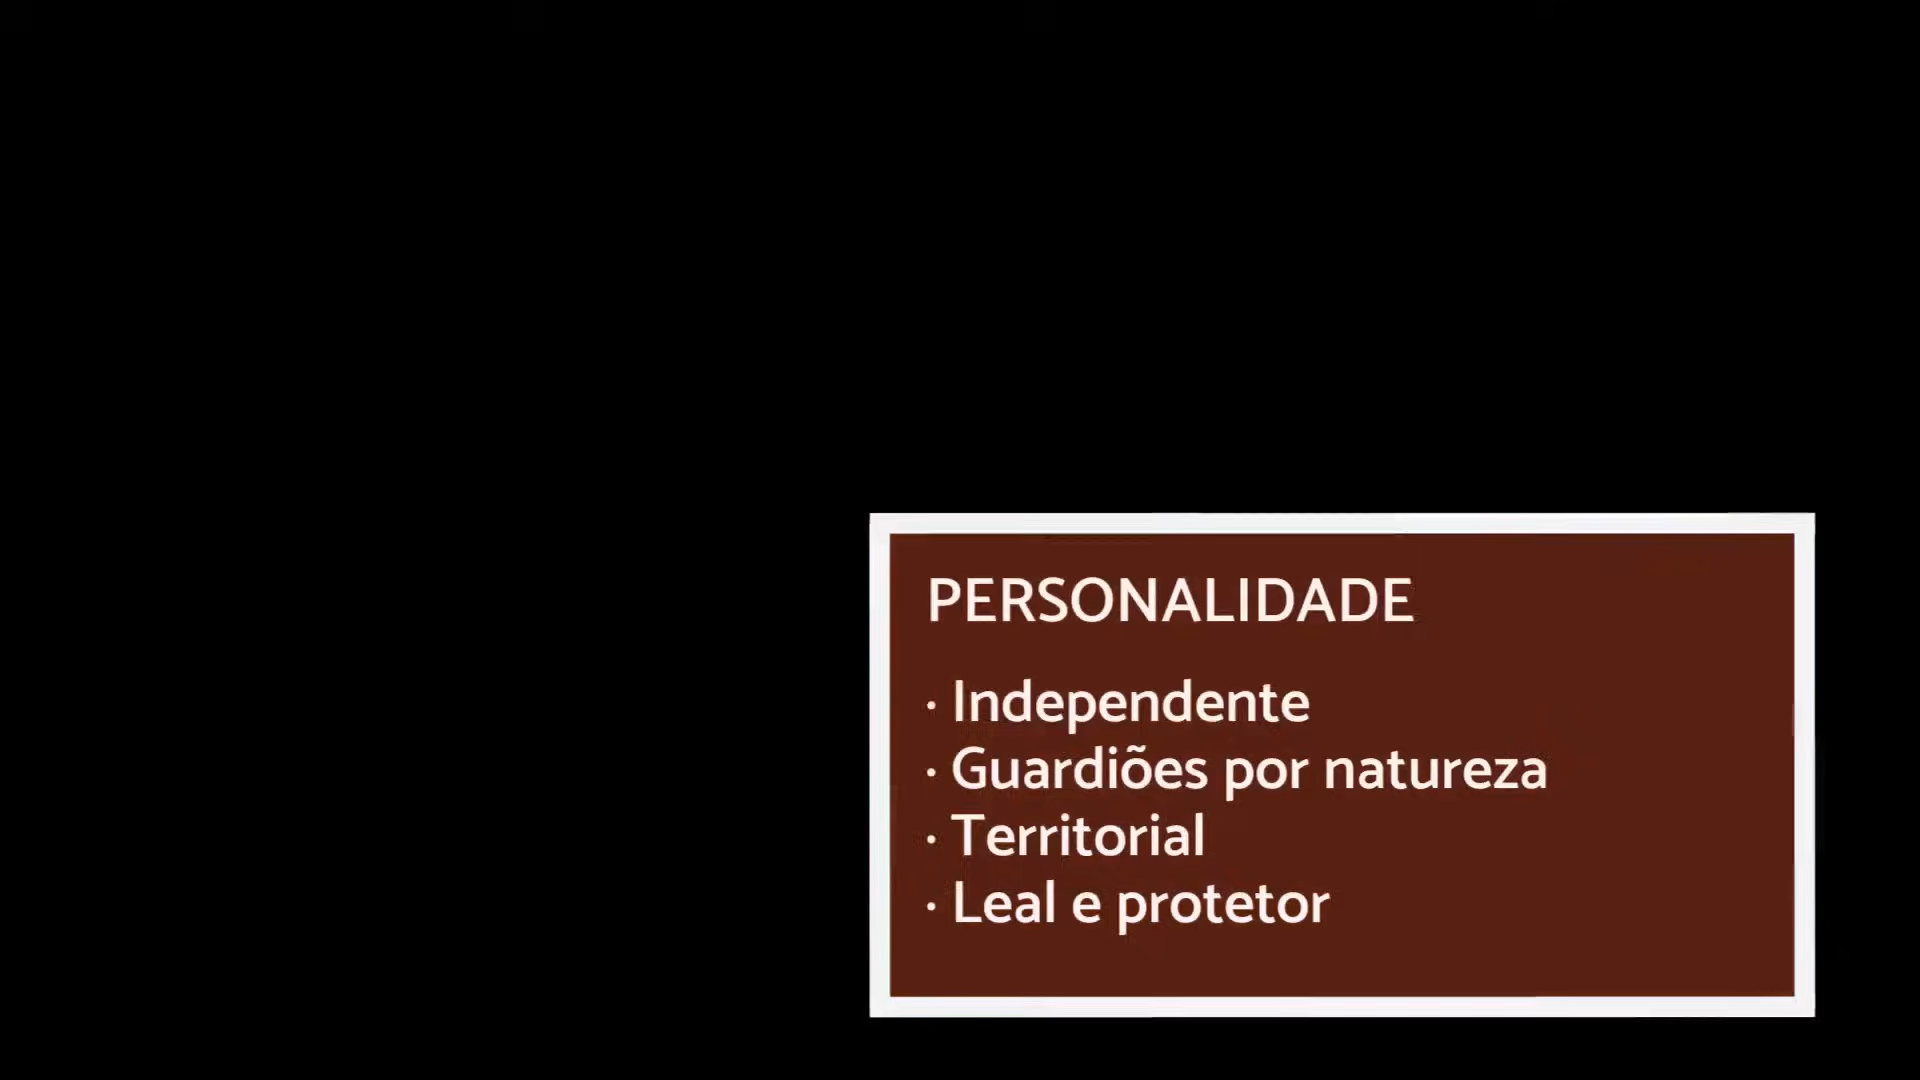 PERSONALIDADE
· Independente
· Guardiões por natureza
· Territorial
· Leal e protetor